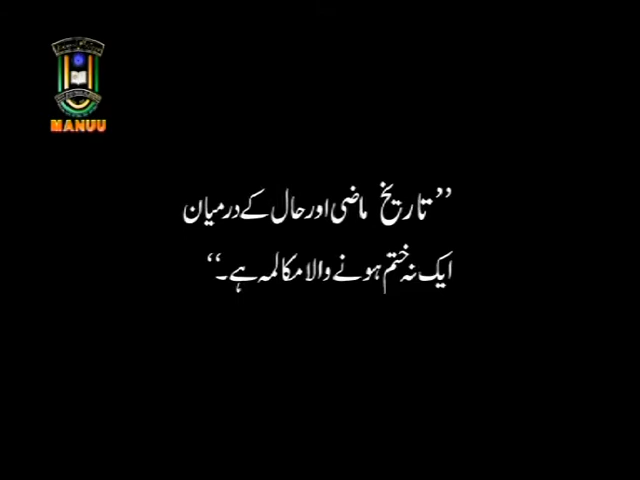 MANUU
”تاریخ ماضی اور حال کے درمیان
ایک نہ ختم ہونے والا مکالمہ ہے۔“